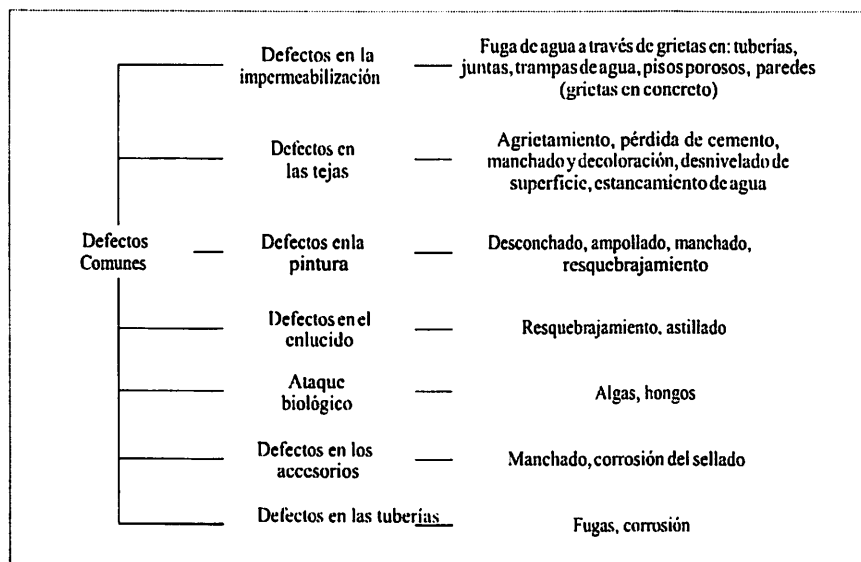 Defectos en la
impermeabilización
Fuga de agua a través de grietas en: tuberías,
juntas, trampas de agua, pisos porosos, paredes
(grietas en concreto)
Defectos en
las tejas
Agrietamiento, pérdida de cemento,
manchado y decoloración, desnivelado de
superficie, estancamiento de agua
Defectos
Comunes
Defectos en la
pintura
Desconchado, ampollado, manchado,
resquebrajamiento
Defectos en el
enlucido
Resquebrajamiento, astillado
Ataque
biológico
Algas, hongos
Defectos en los
accesorios
Manchado, corrosión del sellado
Defectos en las tuberías
Fugas, corrosión